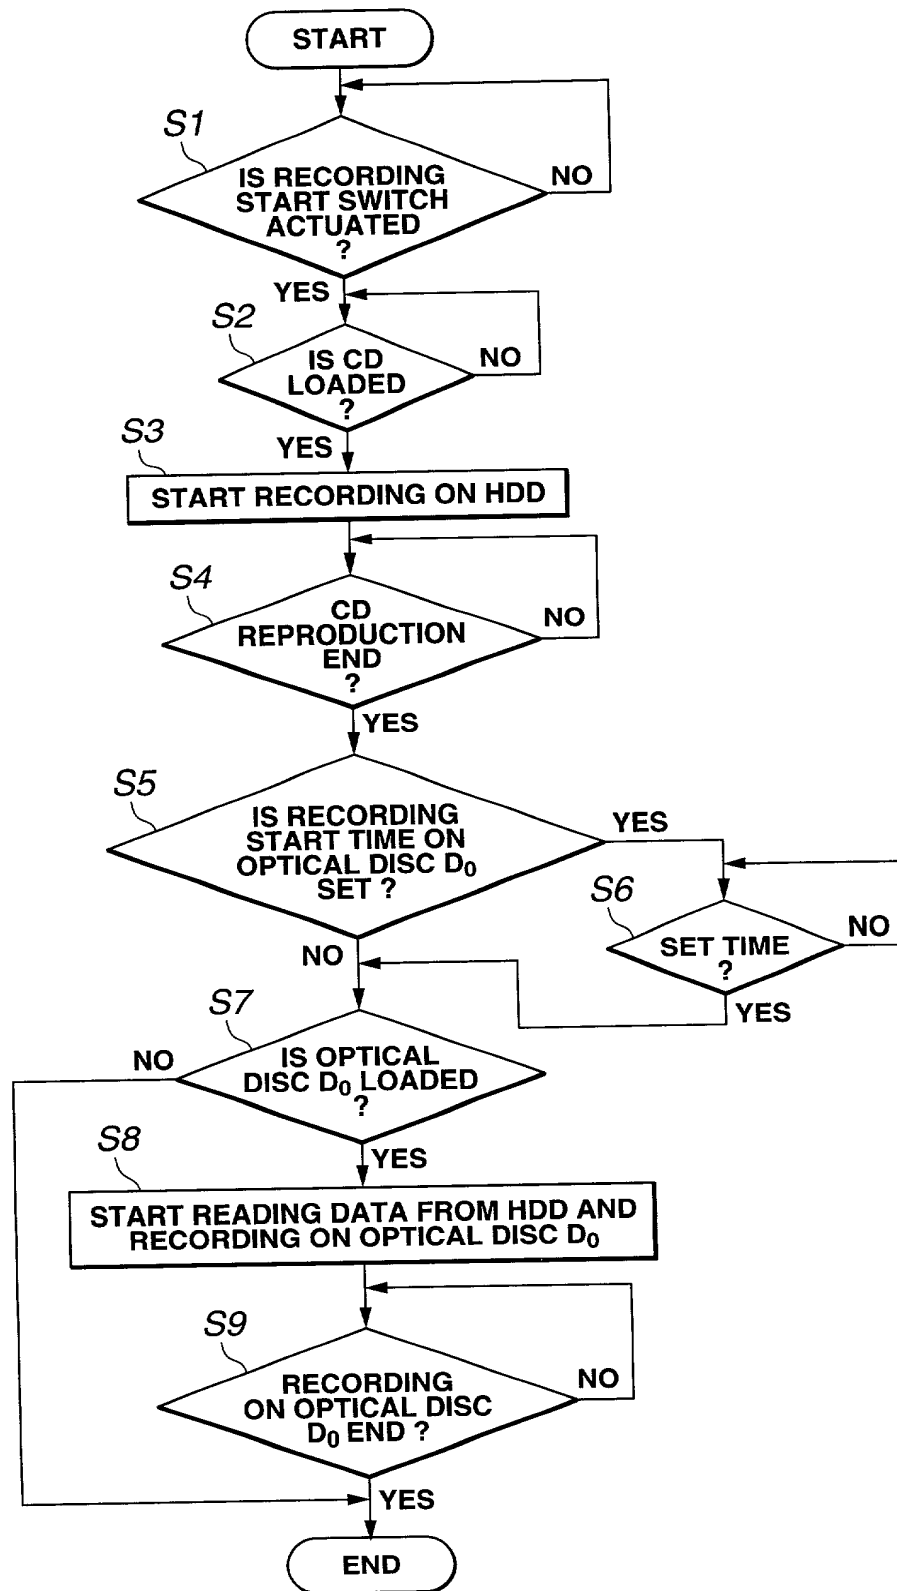 START
S1
IS RECORDING
START SWITCH
ACTUATED
?
NO
YES
S2
IS CD
LOADED
?
NO
YES
S3
START RECORDING ON HDD
S4
CD
REPRODUCTION
END
?
NO
YES
S5
IS RECORDING
START TIME ON
OPTICAL DISC D0
SET ?
YES
NO
S6
SET TIME
?
NO
YES
S7
IS OPTICAL
DISC D0 LOADED
?
NO
YES
S8
START READING DATA FROM HDD AND
RECORDING ON OPTICAL DISC D0
S9
RECORDING
ON OPTICAL DISC
D0 END ?
NO
YES
END